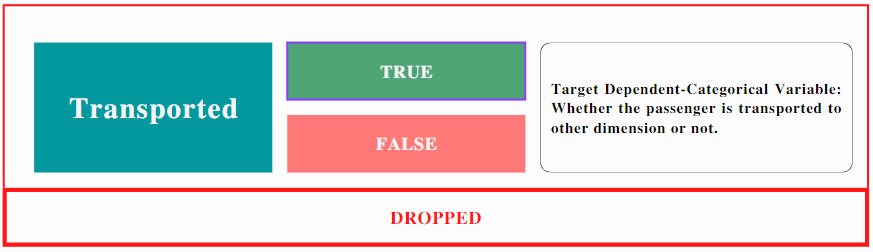 Transported
TRUE
FALSE
Target Dependent-Categorical Variable:
Whether the passenger is transported to
other dimension or not.
DROPPED